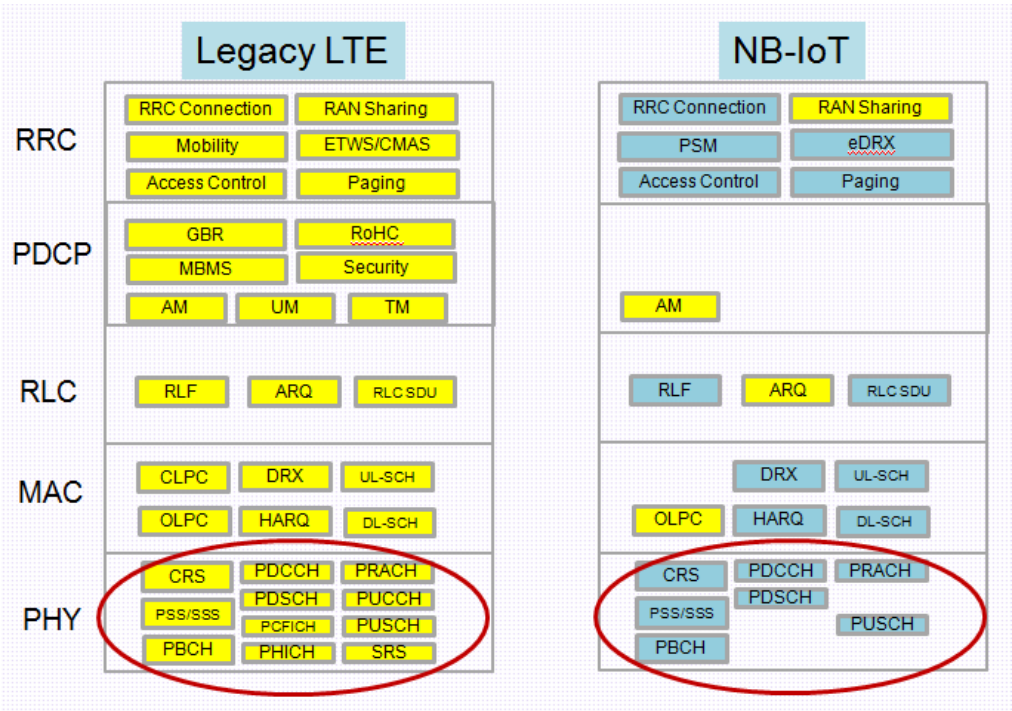 Legacy LTE
NB-IoT
RRC
RRC Connection RAN Sharing
Mobility ETWS/CMAS
Access Control Paging
RRC Connection RAN Sharing
PSM eDRX
Access Control Paging
PDCP
GBR RoHC
MBMS Security
AM UM TM
AM
RLC
RLF ARQ RLC SDU
RLF ARQ RLC SDU
MAC
CLPC DRX UL-SCH
OLPC HARQ DL-SCH
DRX UL-SCH
OLPC HARQ DL-SCH
PHY
CRS PDCCH PRACH
PSS/SSS PDSCH PUCCH
PCFICH PUSCH
PBCH PHICH SRS
CRS PDCCH PRACH
PSS/SSS PDSCH
PUSCH
PBCH